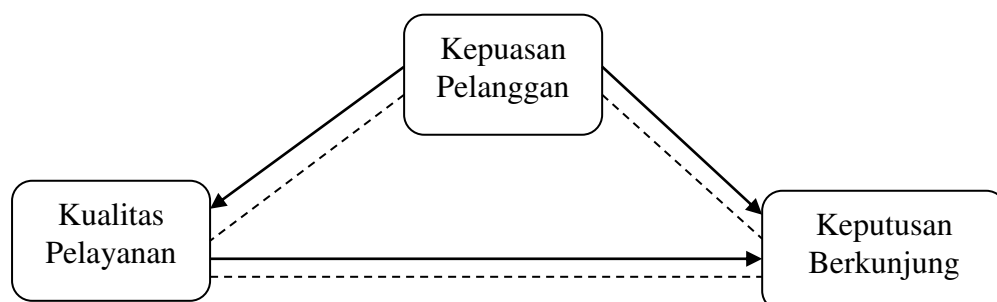 Kepuasan
Pelanggan
Kualitas
Pelayanan
Keputusan
Berkunjung